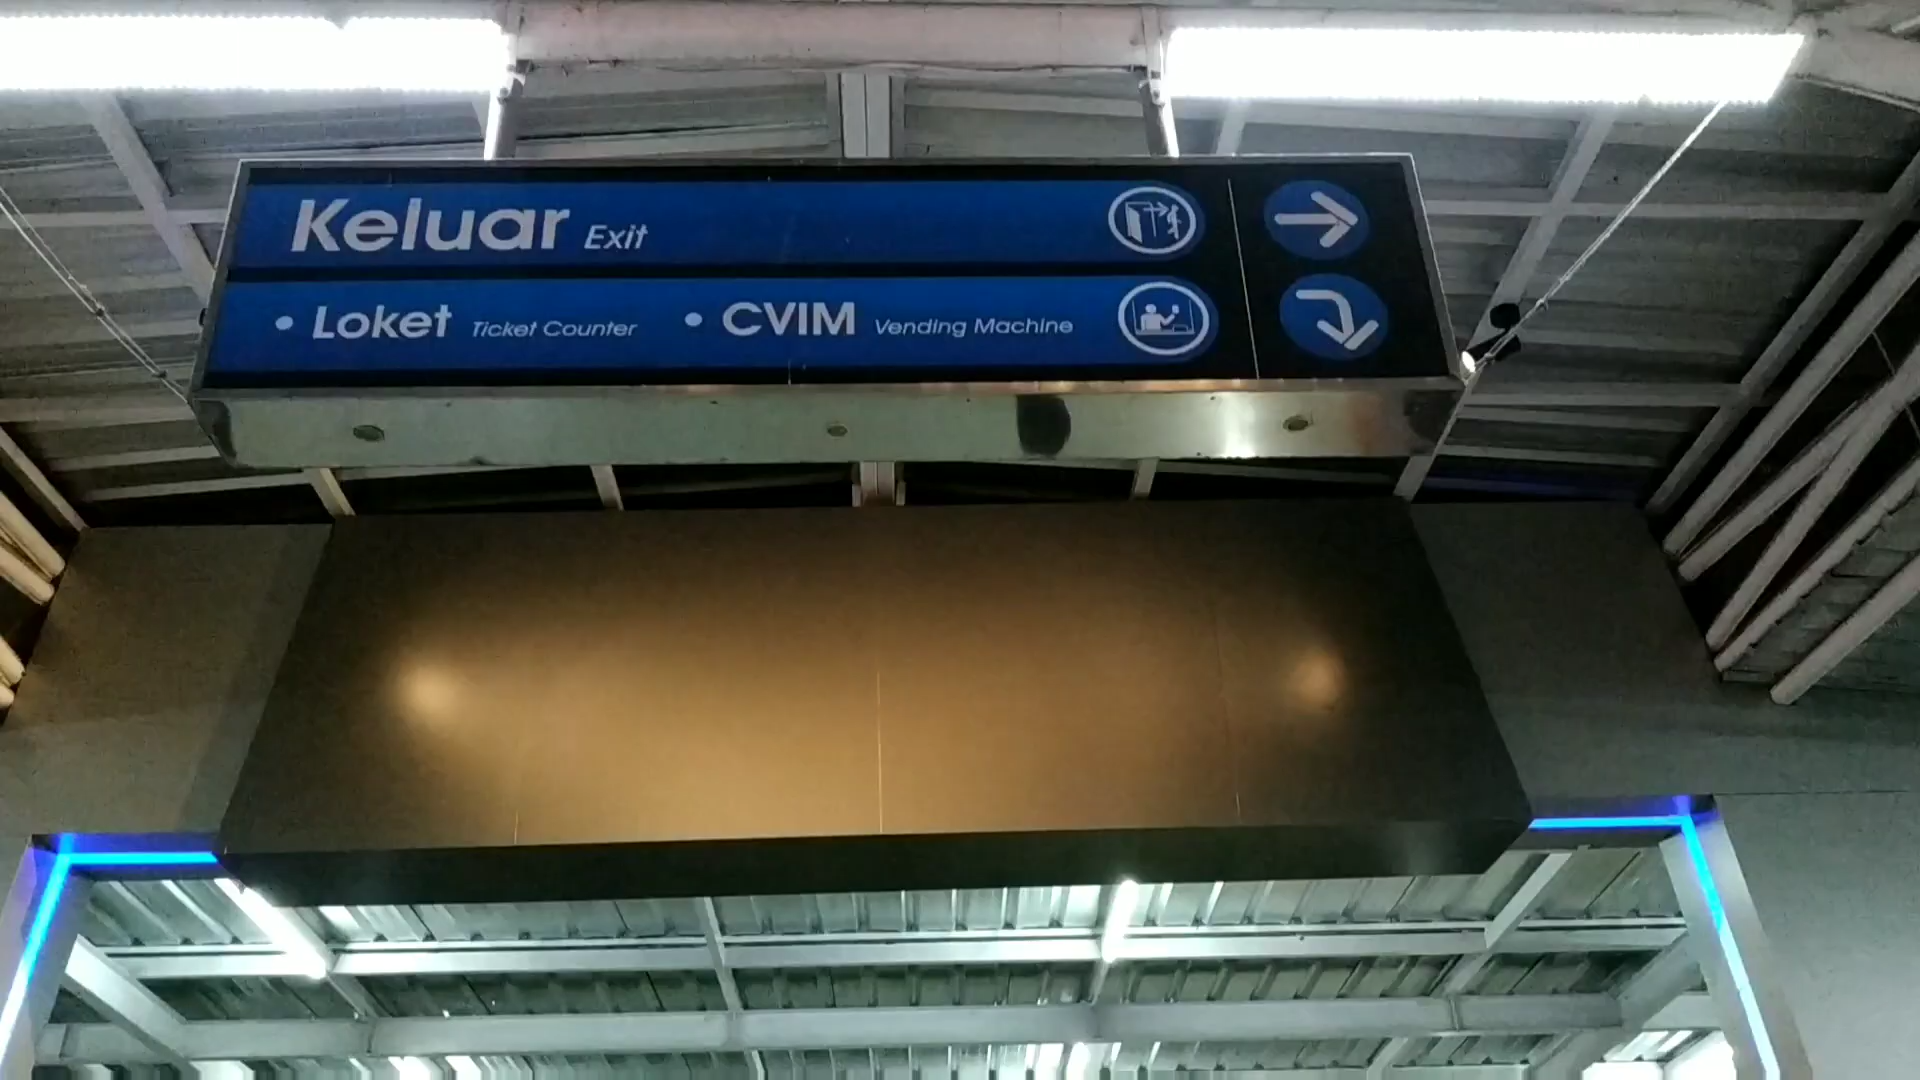 Keluar Exit
• Loket Ticket Counter • CVIM Vending Machine